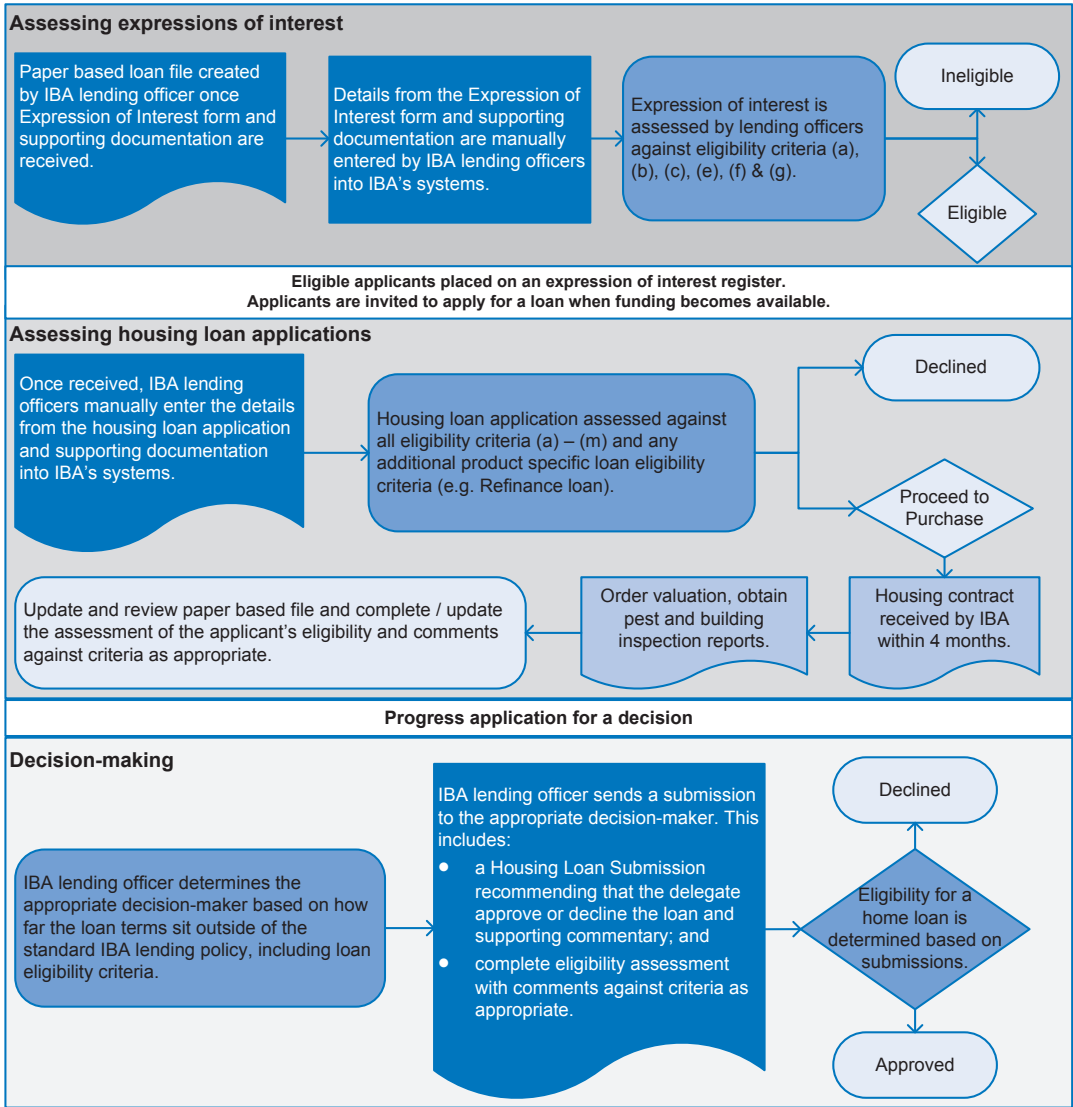 Assessing expressions of interest
Paper based loan file created
by IBA lending officer once
Expression of Interest form and
supporting documentation are
received.
Details from the Expression of
Interest form and supporting
documentation are manually
entered by IBA lending officers
into IBA's systems.
Expression of interest is
assessed by lending officers
against eligibility criteria (a),
(b), (c), (e), (f) & (g).
Ineligible
Eligible
Eligible applicants placed on an expression of interest register.
Applicants are invited to apply for a loan when funding becomes available.
Assessing housing loan applications
Once received, IBA lending
officers manually enter the details
from the housing loan application
and supporting documentation
into IBA's systems.
Housing loan application assessed against
all eligibility criteria (a) – (m) and any
additional product specific loan eligibility
criteria (e.g. Refinance loan).
Declined
Proceed to
Purchase
Housing contract
received by IBA
within 4 months.
Order valuation, obtain
pest and building
inspection reports.
Update and review paper based file and complete / update
the assessment of the applicant's eligibility and comments
against criteria as appropriate.
Progress application for a decision
Decision-making
IBA lending officer determines the
appropriate decision-maker based on how
far the loan terms sit outside of the
standard IBA lending policy, including loan
eligibility criteria.
IBA lending officer sends a submission
to the appropriate decision-maker. This
includes:
• a Housing Loan Submission
recommending that the delegate
approve or decline the loan and
supporting commentary; and
• complete eligibility assessment
with comments against criteria as
appropriate.
Declined
Eligibility for a
home loan is
determined based on
submissions.
Approved